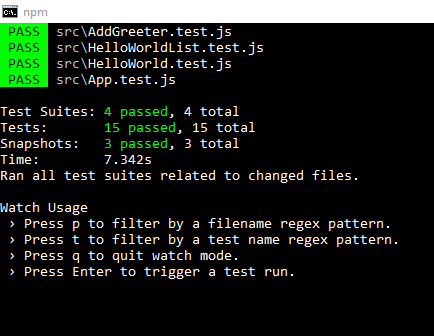 C:\. npm
PASS src\AddGreeter.test.js
PASS src\HelloWorldList.test.js
PASS src\HelloWorld.test.js
PASS src\App.test.js
Test Suites: 4 passed, 4 total
Tests: 15 passed, 15 total
Snapshots: 3 passed, 3 total
Time: 7.342s
Ran all test suites related to changed files.
Watch Usage
› Press p to filter by a filename regex pattern.
› Press t to filter by a test name regex pattern.
› Press q to quit watch mode.
› Press Enter to trigger a test run.